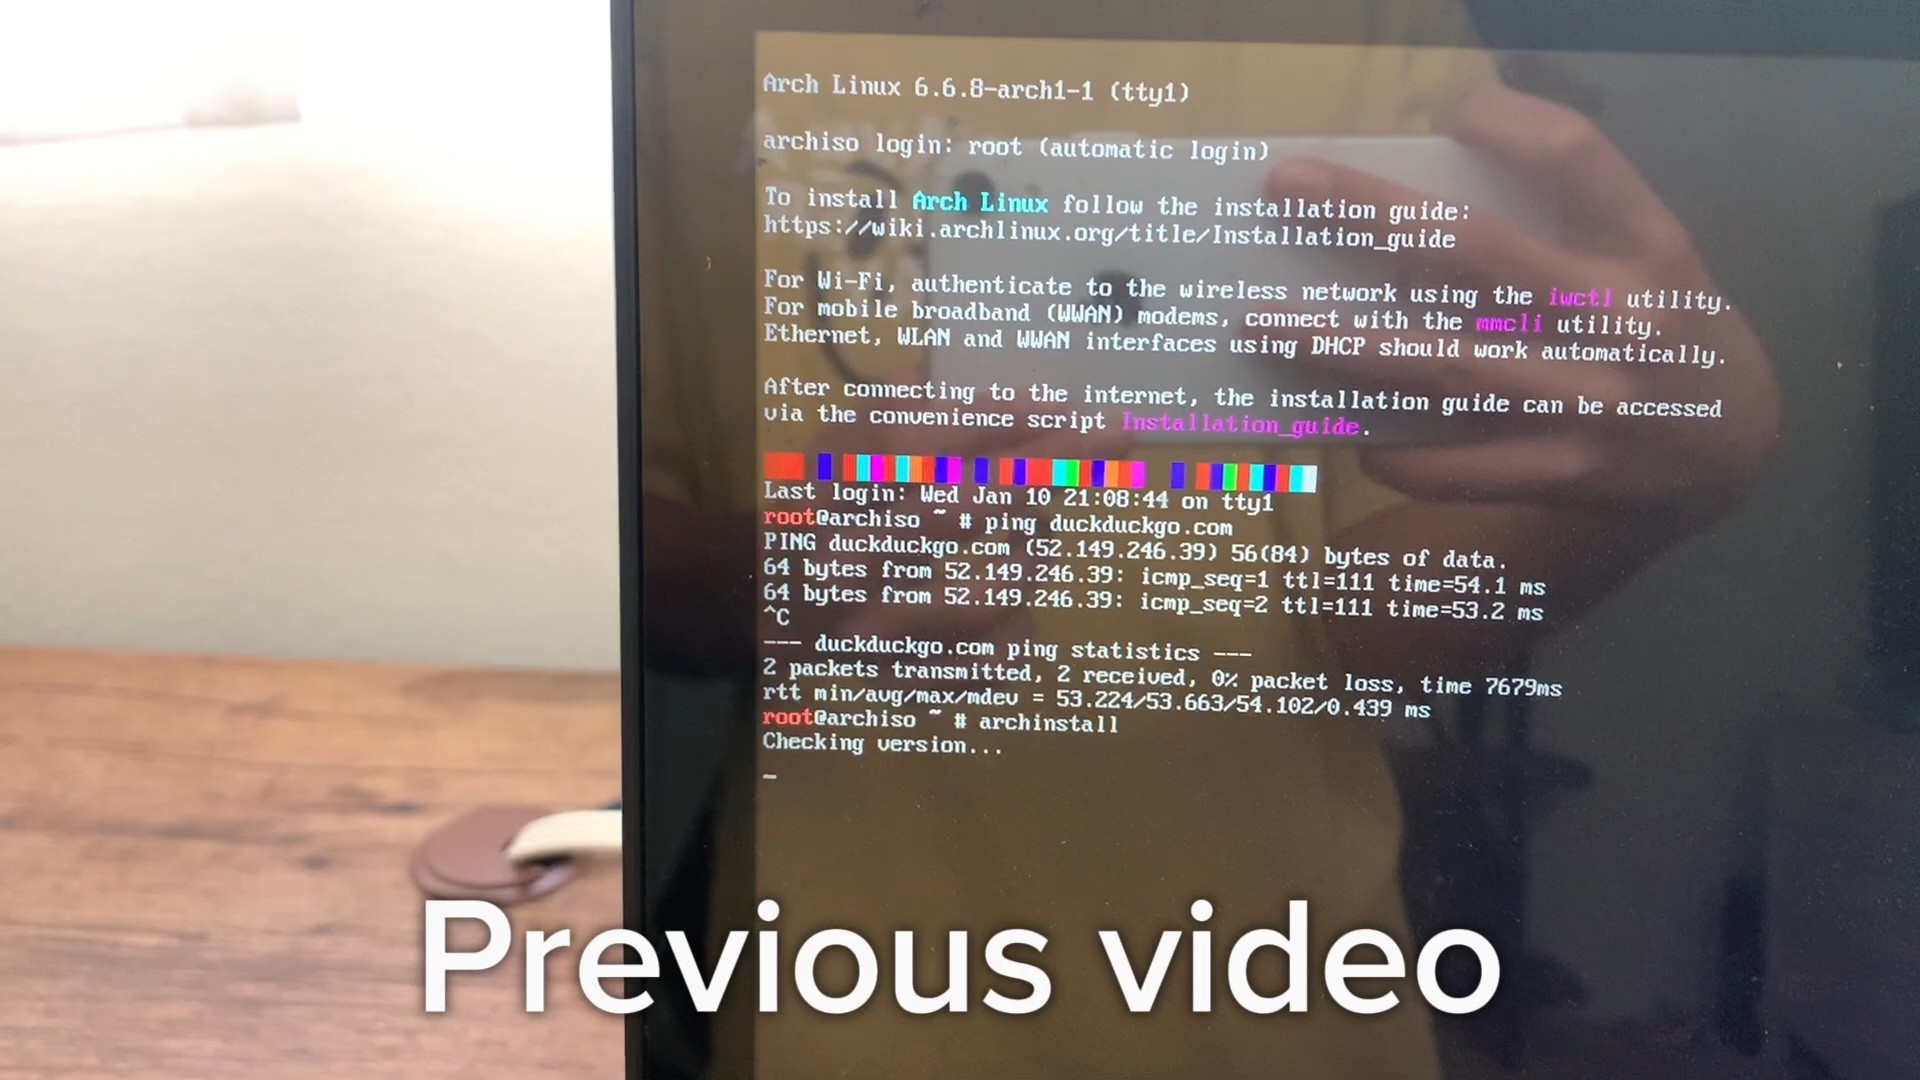 Arch Linux 6.6.8-arch1-1 (tty1)
archiso login: root (automatic login)
To install Arch Linux follow the installation guide:
https://wiki.archlinux.org/title/Installation_guide
For Wi-Fi, authenticate to the wireless network using the iwctl utility.
For mobile broadband (WWAN) modems, connect with the mmcli utility.
Ethernet, WLAN and WWAN interfaces using DHCP should work automatically.
After connecting to the internet, the installation guide can be accessed
via the convenience script Installation_guide.
Last login: Wed Jan 10 21:08:44 on tty1
root@archiso ~ # ping duckduckgo.com
PING duckduckgo.com (52.149.246.39) 56(84) bytes of data.
64 bytes from 52.149.246.39: icmp_seq=1 ttl=111 time=54.1 ms
64 bytes from 52.149.246.39: icmp_seq=2 ttl=111 time=53.2 ms
^C
--- duckduckgo.com ping statistics ---
2 packets transmitted, 2 received, 0% packet loss, time 7679ms
rtt min/avg/max/mdev = 53.224/53.663/54.102/0.439 ms
root@archiso ~ # archinstall
Checking version...
Previous video